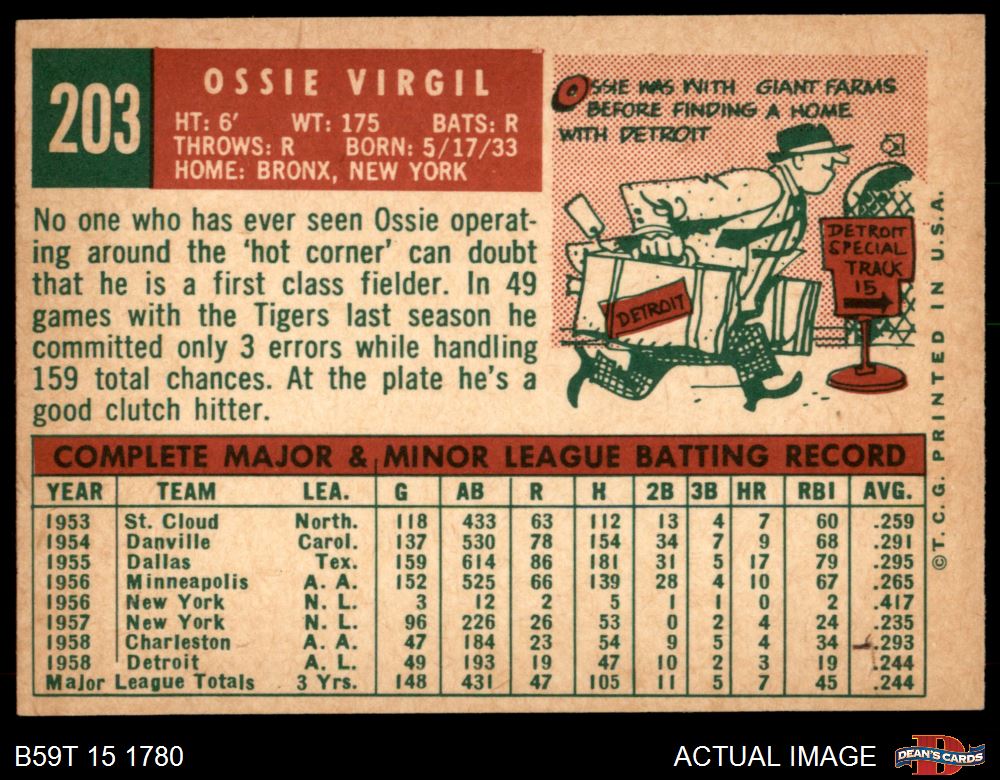 203
OSSIE VIRGIL
HT: 6' WT: 175 BATS: R
THROWS: R BORN: 5/17/33
HOME: BRONX, NEW YORK
OSSIE WAS WITH GIANT FARMS
BEFORE FINDING A HOME
WITH DETROIT
DETROIT
SPECIAL
TRACK
15
DETROIT
No one who has ever seen Ossie operat-
ing around the 'hot corner' can doubt
that he is a first class fielder. In 49
games with the Tigers last season he
committed only 3 errors while handling
159 total chances. At the plate he's a
good clutch hitter.
COMPLETE MAJOR & MINOR LEAGUE BATTING RECORD
YEAR TEAM LEA. G AB R H 2B 3B HR RBI AVG.
1953 St. Cloud North. 118 433 63 112 13 4 7 60 .259
1954 Danville Carol. 137 530 78 154 34 7 9 68 .291
1955 Dallas Tex. 159 614 86 181 31 5 17 79 .295
1956 Minneapolis A. A. 152 525 66 139 28 4 10 67 .265
1956 New York N. L. 3 12 2 5 1 1 0 2 .417
1957 New York N. L. 96 226 26 53 0 2 4 24 .235
1958 Charleston A. A. 47 184 23 54 9 5 4 34 .293
1958 Detroit A. L. 49 193 19 47 10 2 3 19 .244
Major League Totals 3 Yrs. 148 431 47 105 11 5 7 45 .244
©T. C. G. PRINTED IN U.S.A.
B59T 15 1780
ACTUAL IMAGE
DEAN'S CARDS